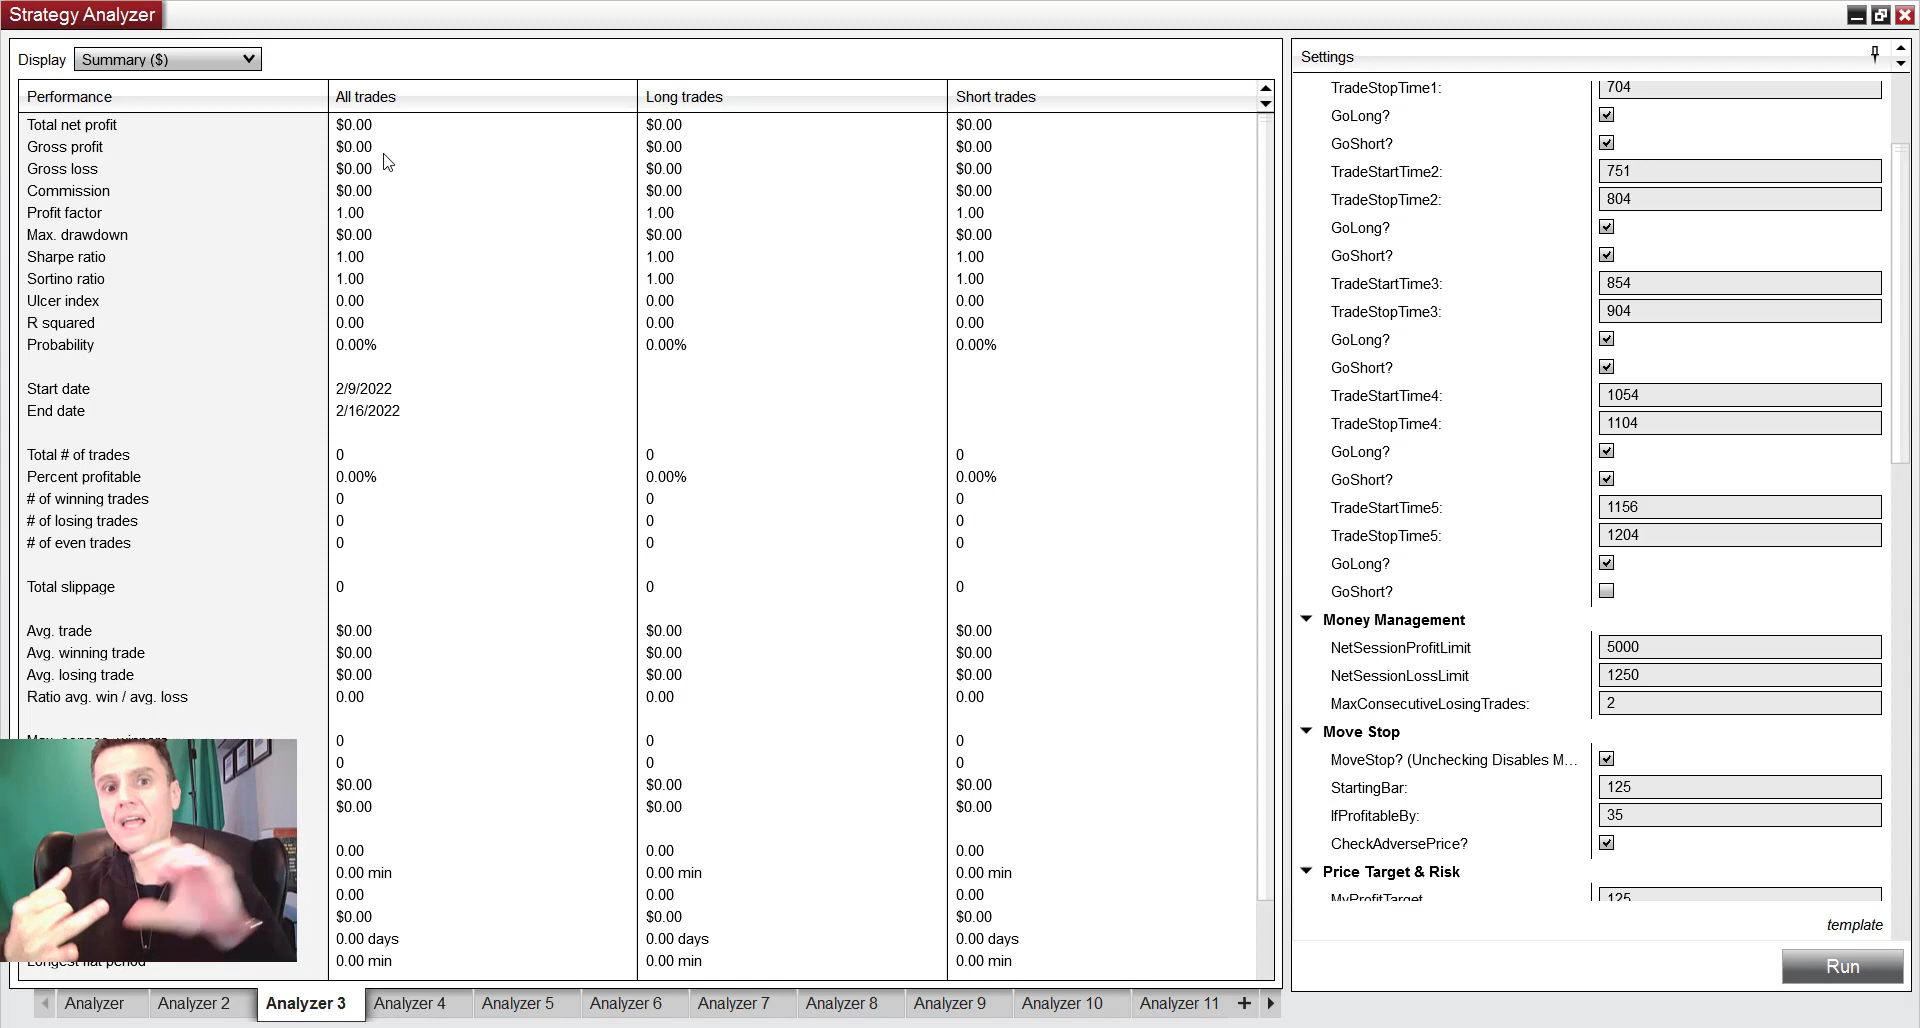 Strategy Analyzer
Display Summary ($)
Settings
Performance All trades Long trades Short trades
Total net profit $0.00 $0.00 $0.00
Gross profit $0.00 $0.00 $0.00
Gross loss $0.00 $0.00 $0.00
Commission $0.00 $0.00 $0.00
Profit factor 1.00 1.00 1.00
Max. drawdown $0.00 $0.00 $0.00
Sharpe ratio 1.00 1.00 1.00
Sortino ratio 1.00 1.00 1.00
Ulcer index 0.00 0.00 0.00
R squared 0.00 0.00 0.00
Probability 0.00% 0.00% 0.00%
Start date 2/9/2022
End date 2/16/2022
Total # of trades 0 0 0
Percent profitable 0.00% 0.00% 0.00%
# of winning trades 0 0 0
# of losing trades 0 0 0
# of even trades 0 0 0
Total slippage 0 0 0
Avg. trade $0.00 $0.00 $0.00
Avg. winning trade $0.00 $0.00 $0.00
Avg. losing trade $0.00 $0.00 $0.00
Ratio avg. win / avg. loss 0.00 0.00 0.00
0 0 0
0 0 0
$0.00 $0.00 $0.00
$0.00 $0.00 $0.00
0.00 0.00 0.00
0.00 min 0.00 min 0.00 min
0.00 0.00 0.00
$0.00 $0.00 $0.00
0.00 days 0.00 days 0.00 days
Longest flat period 0.00 min 0.00 min 0.00 min
Analyzer Analyzer 2 Analyzer 3 Analyzer 4 Analyzer 5 Analyzer 6 Analyzer 7 Analyzer 8 Analyzer 9 Analyzer 10 Analyzer 11 +
TradeStopTime1: 704
GoLong?
GoShort?
TradeStartTime2: 751
TradeStopTime2: 804
GoLong?
GoShort?
TradeStartTime3: 854
TradeStopTime3: 904
GoLong?
GoShort?
TradeStartTime4: 1054
TradeStopTime4: 1104
GoLong?
GoShort?
TradeStartTime5: 1156
TradeStopTime5: 1204
GoLong?
GoShort?
Money Management
NetSessionProfitLimit 5000
NetSessionLossLimit 1250
MaxConsecutiveLosingTrades: 2
Move Stop
MoveStop? (Unchecking Disables M...
StartingBar: 125
IfProfitableBy: 35
CheckAdversePrice?
Price Target & Risk
MyProfitTarget 125
template
Run